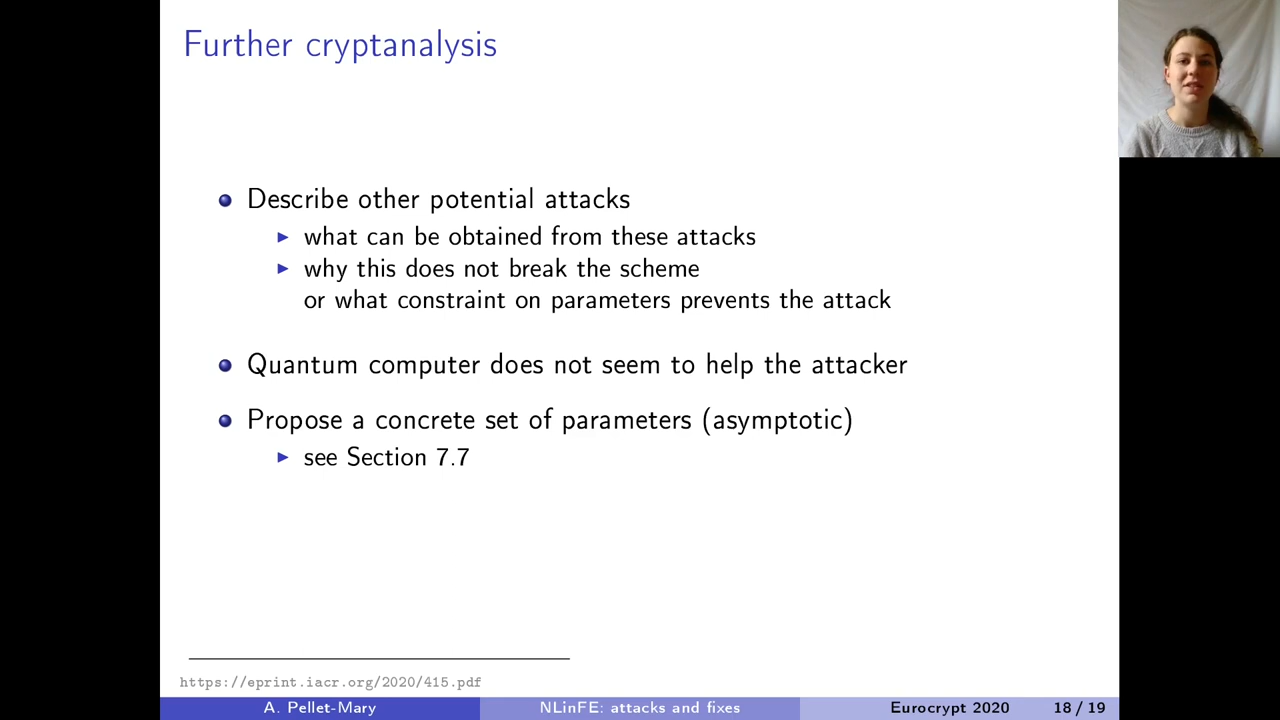 Further cryptanalysis
Describe other potential attacks
what can be obtained from these attacks
why this does not break the scheme
or what constraint on parameters prevents the attack
Quantum computer does not seem to help the attacker
Propose a concrete set of parameters (asymptotic)
see Section 7.7
https://eprint.iacr.org/2020/415.pdf
A. Pellet-Mary NLinFE: attacks and fixes Eurocrypt 2020 18 / 19